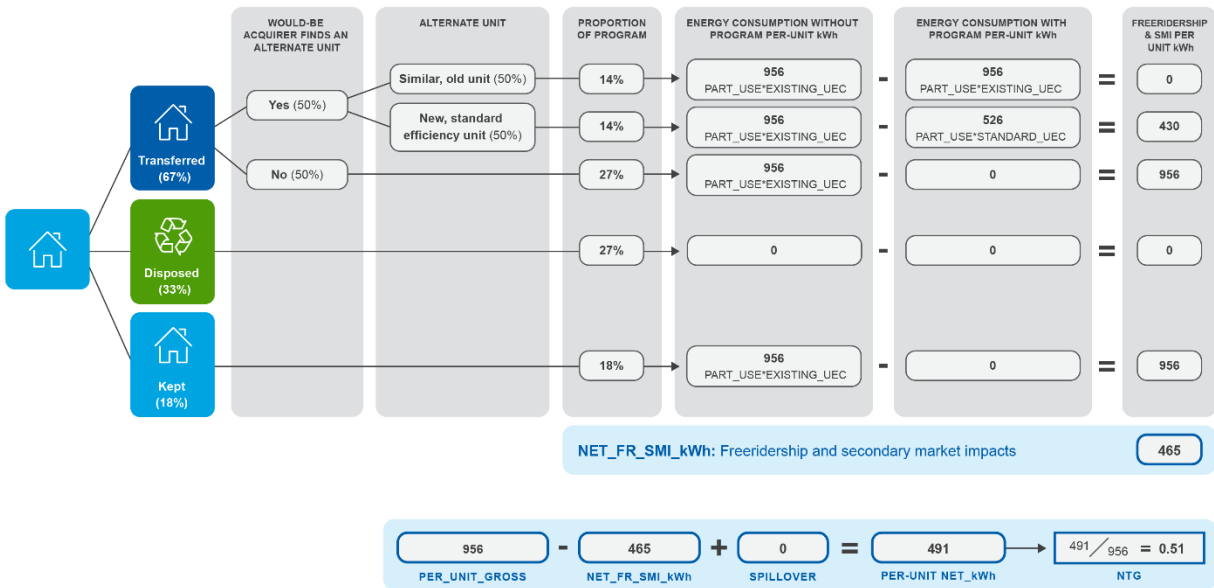 WOULD-BE
ACQUIRER FINDS AN
ALTERNATE UNIT
ALTERNATE UNIT
PROPORTION
OF PROGRAM
ENERGY CONSUMPTION WITHOUT
PROGRAM PER-UNIT kWh
ENERGY CONSUMPTION WITH
PROGRAM PER-UNIT kWh
FREERIDERSHIP
& SMI PER
UNIT kWh
Transferred
(67%)
Yes (50%)
Similar, old unit (50%)
14%
956
PART_USE*EXISTING_UEC
-
956
PART_USE*EXISTING_UEC
=
0
New, standard
efficiency unit (50%)
14%
956
PART_USE*EXISTING_UEC
-
526
PART_USE*STANDARD_UEC
=
430
No (50%)
27%
956
PART_USE*EXISTING_UEC
-
0
=
956
Disposed
(33%)
27%
0
-
0
=
0
Kept
(18%)
18%
956
PART_USE*EXISTING_UEC
-
0
=
956
NET_FR_SMI_kWh: Freeridership and secondary market impacts
465
956 - 465 + 0 = 491 491/956 = 0.51
PER_UNIT_GROSS NET_FR_SMI_kWh SPILLOVER PER-UNIT NET_kWh NTG